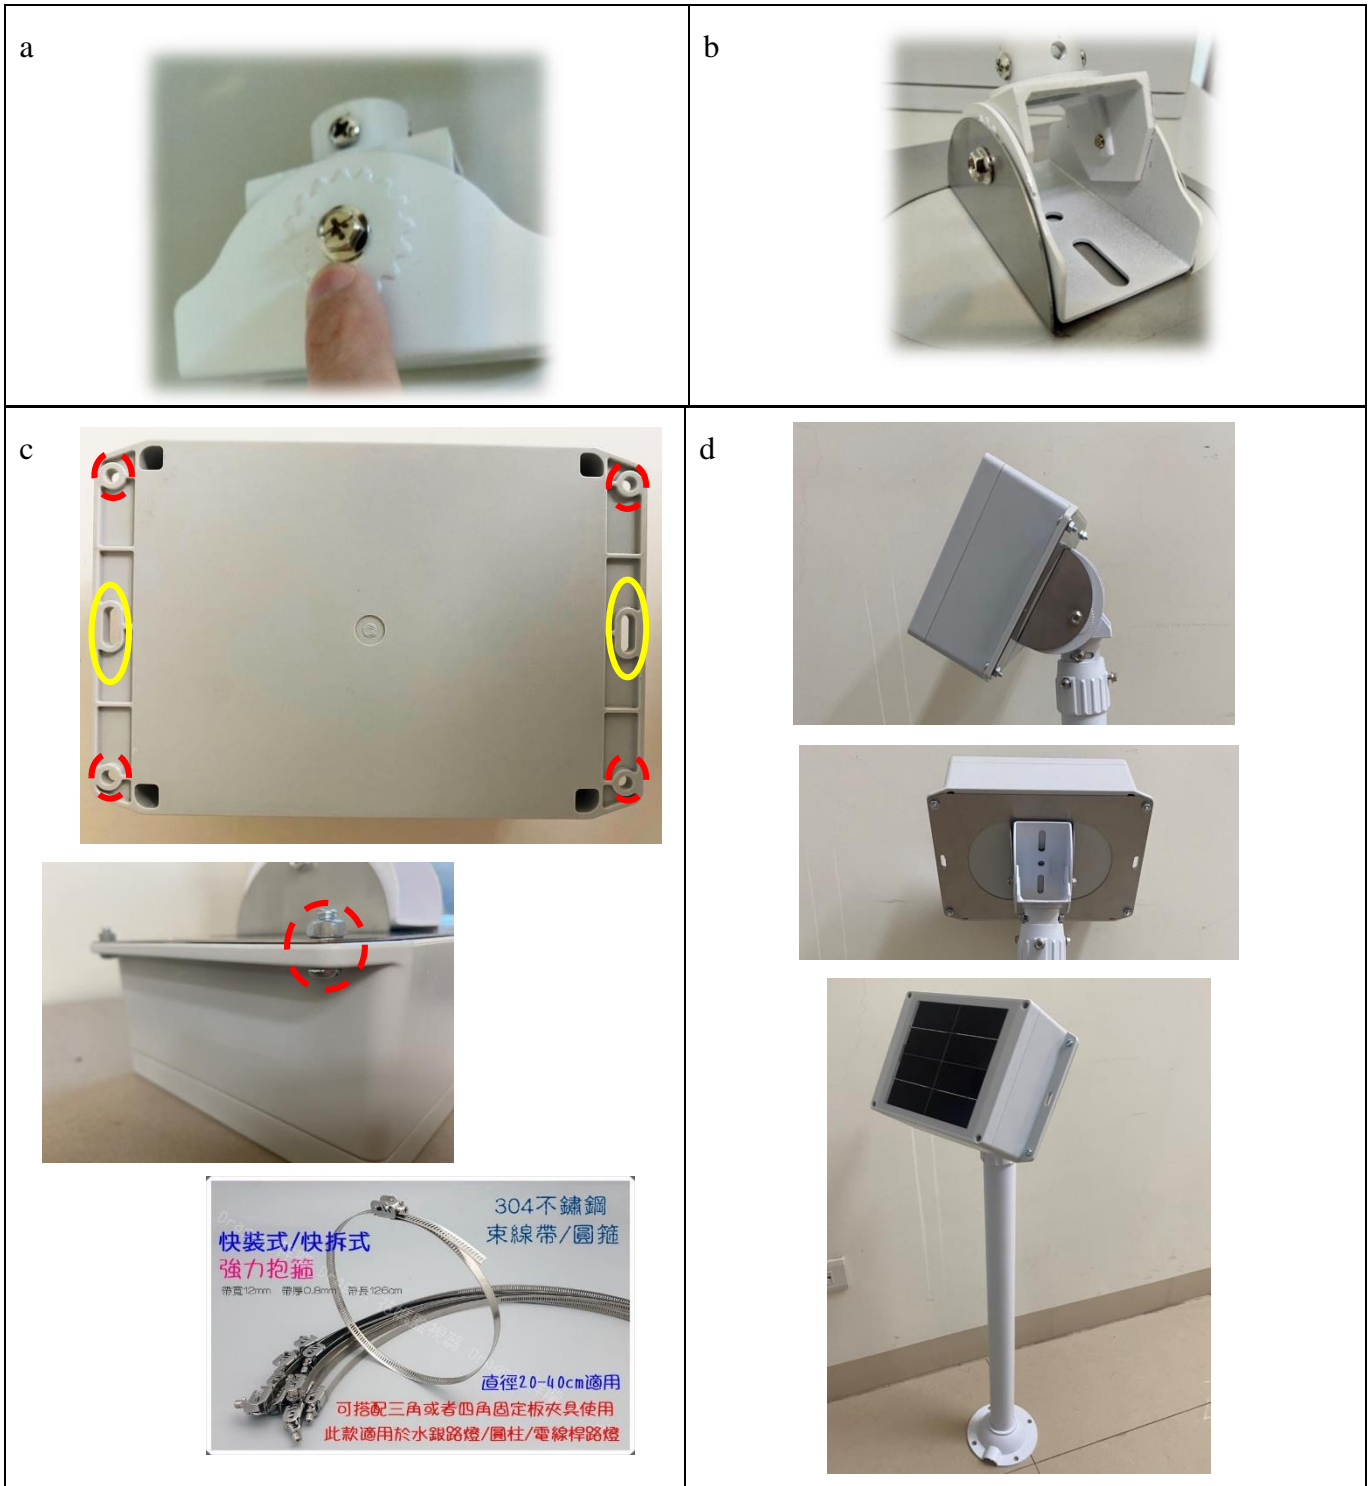 a
b
c
d
304不鏽鋼
束線帶/圓箍
快裝式/快拆式
強力抱箍
帶寬12mm 帶厚0.8mm 帶長126cm
直徑20-40cm適用
可搭配三角或者四角固定板夾具使用
此款適用於水銀路燈/圓柱/電線桿路燈